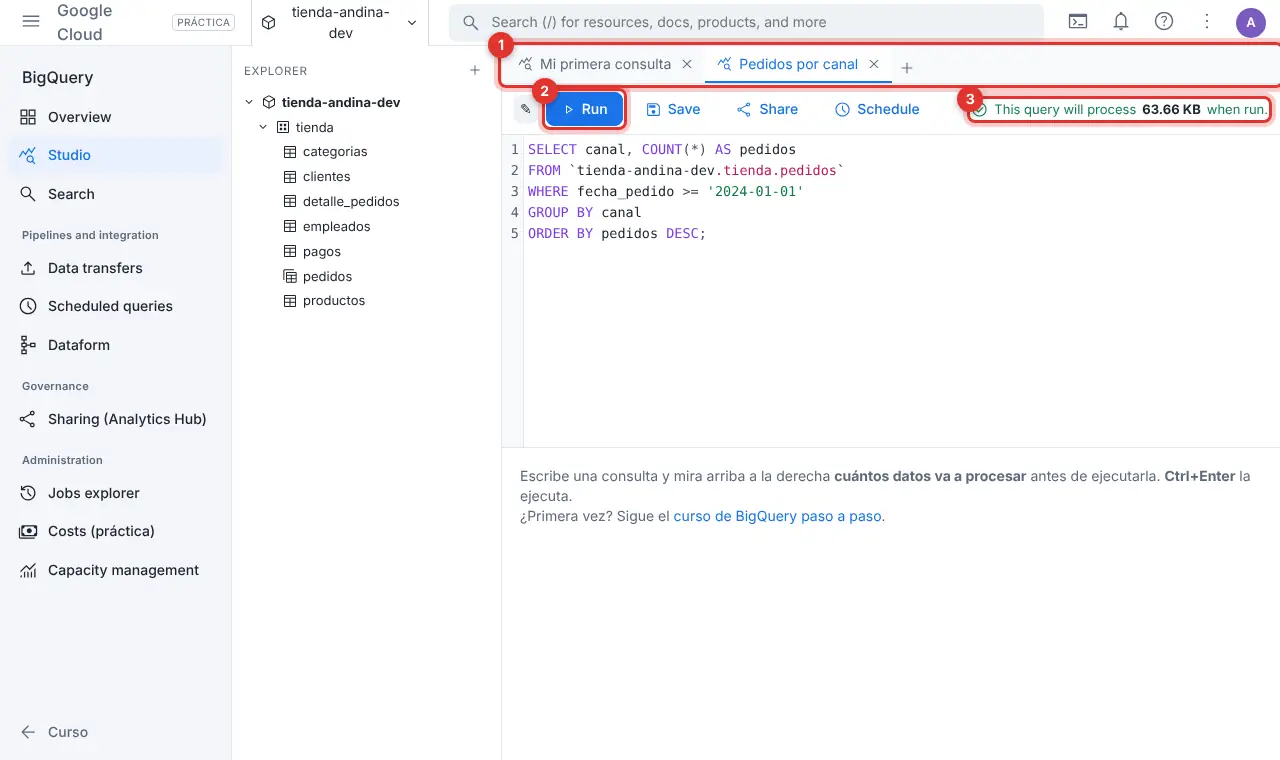 Google Cloud
PRÁCTICA
tienda-andina-dev
Search (/) for resources, docs, products, and more
A
BigQuery
Overview
Studio
Search
Pipelines and integration
Data transfers
Scheduled queries
Dataform
Governance
Sharing (Analytics Hub)
Administration
Jobs explorer
Costs (práctica)
Capacity management
Curso
EXPLORER
tienda-andina-dev
tienda
categorias
clientes
detalle_pedidos
empleados
pagos
pedidos
productos
1
Mi primera consulta
Pedidos por canal
2
Run
Save
Share
Schedule
3
This query will process 63.66 KB when run.
1 SELECT canal, COUNT(*) AS pedidos
2 FROM `tienda-andina-dev.tienda.pedidos`
3 WHERE fecha_pedido >= '2024-01-01'
4 GROUP BY canal
5 ORDER BY pedidos DESC;
Escribe una consulta y mira arriba a la derecha cuántos datos va a procesar antes de ejecutarla. Ctrl+Enter la
ejecuta.
¿Primera vez? Sigue el curso de BigQuery paso a paso.